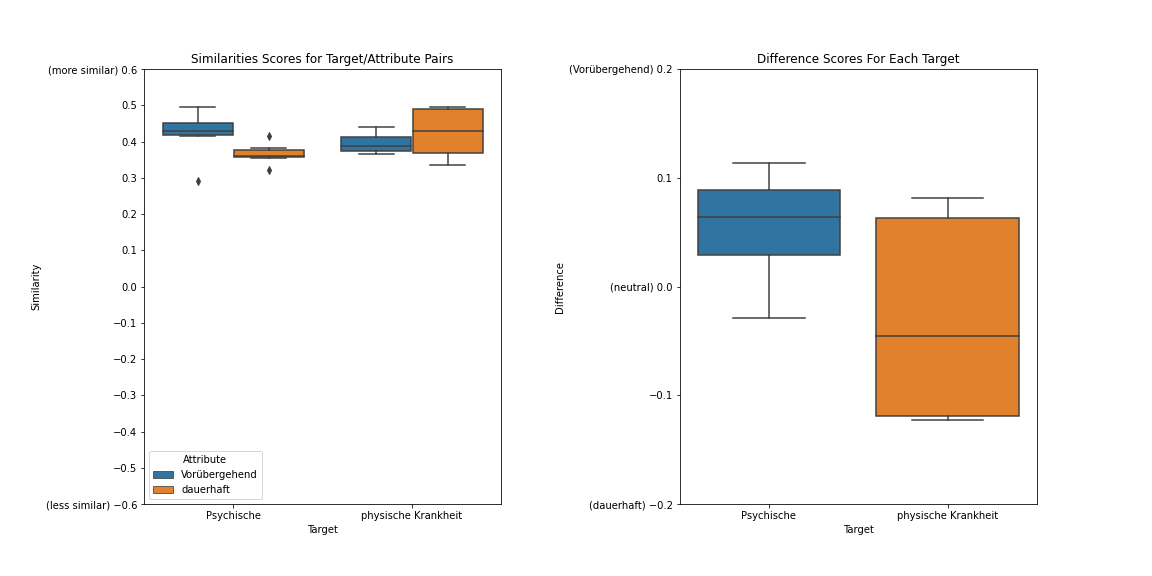 Similarities Scores for Target/Attribute Pairs
(more similar) 0.6
0.5
0.4
0.3
0.2
0.1
0.0
−0.1
−0.2
−0.3
−0.4
−0.5
(less similar) −0.6
Similarity
Attribute
Vorübergehend
dauerhaft
Psychische
physische Krankheit
Target
Difference Scores For Each Target
(Vorübergehend) 0.2
0.1
(neutral) 0.0
−0.1
(dauerhaft) −0.2
Difference
Psychische
physische Krankheit
Target